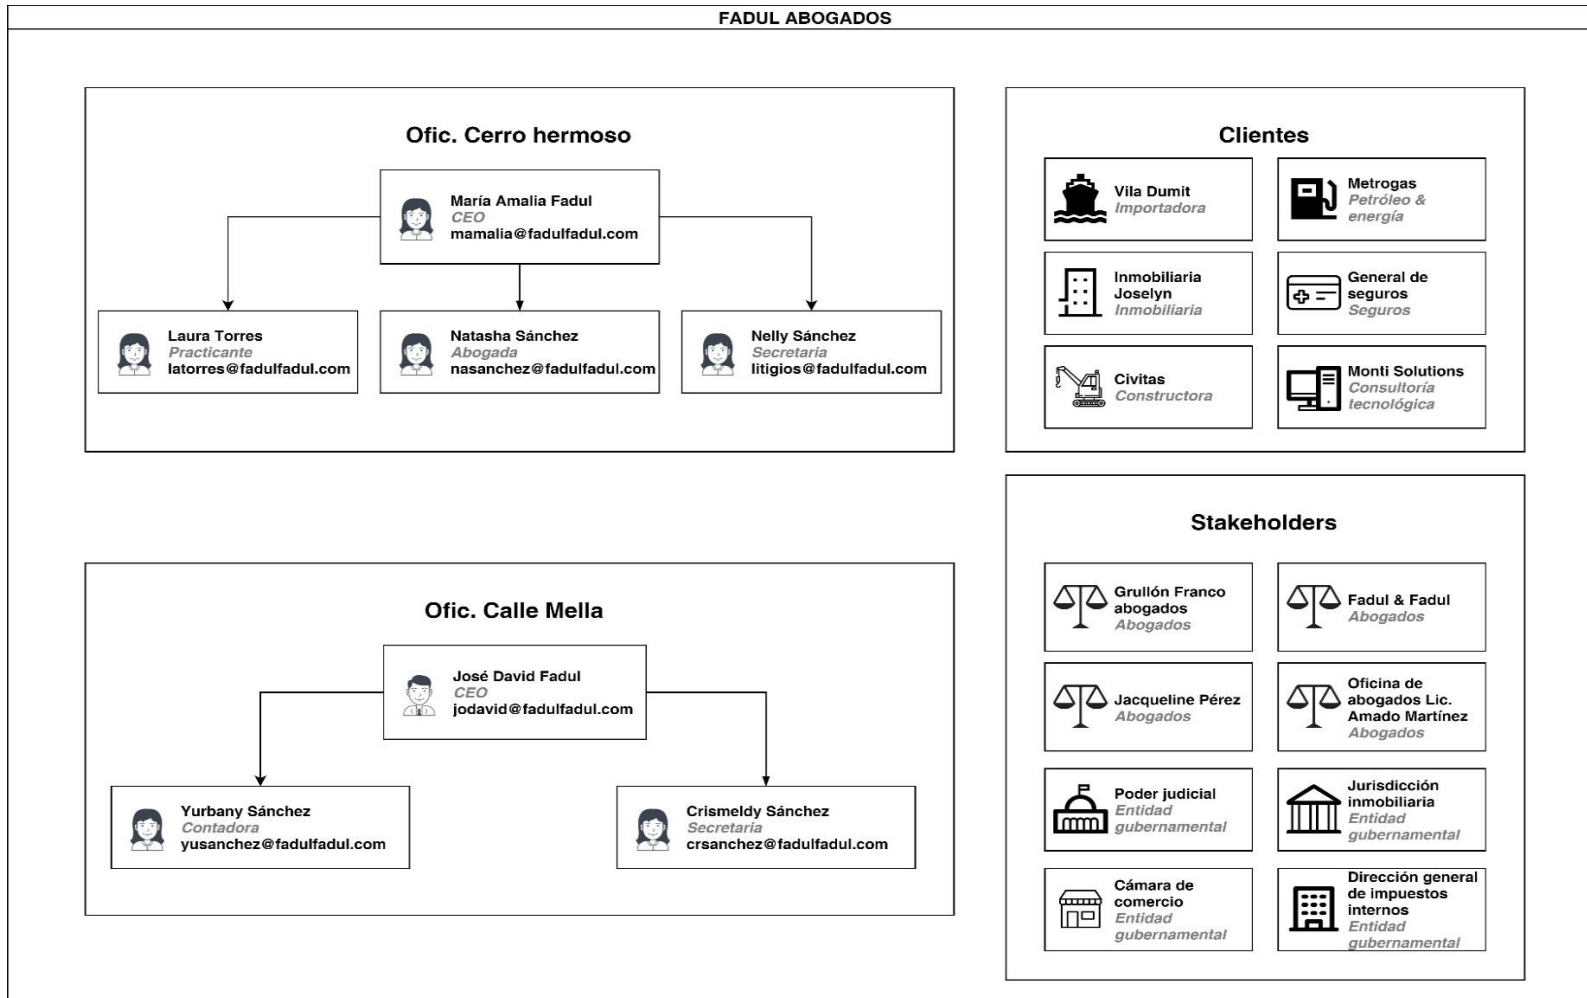 FADUL ABOGADOS
Ofic. Cerro hermoso
María Amalia Fadul
CEO
mamalia@fadulfadul.com
Laura Torres
Practicante
latorres@fadulfadul.com
Natasha Sánchez
Abogada
nasanchez@fadulfadul.com
Nelly Sánchez
Secretaria
litigios@fadulfadul.com
Ofic. Calle Mella
José David Fadul
CEO
jodavid@fadulfadul.com
Yurbany Sánchez
Contadora
yusanchez@fadulfadul.com
Crismeldy Sánchez
Secretaria
crsanchez@fadulfadul.com
Clientes
Vila Dumit
Importadora
Metrogas
Petróleo &
energía
Inmobiliaria
Joselyn
Inmobiliaria
General de
seguros
Seguros
Civitas
Constructora
Monti Solutions
Consultoría
tecnológica
Stakeholders
Grullón Franco
abogados
Abogados
Fadul & Fadul
Abogados
Jacqueline Pérez
Abogados
Oficina de
abogados Lic.
Amado Martínez
Abogados
Poder judicial
Entidad
gubernamental
Jurisdicción
inmobiliaria
Entidad
gubernamental
Cámara de
comercio
Entidad
gubernamental
Dirección general
de impuestos
internos
Entidad
gubernamental